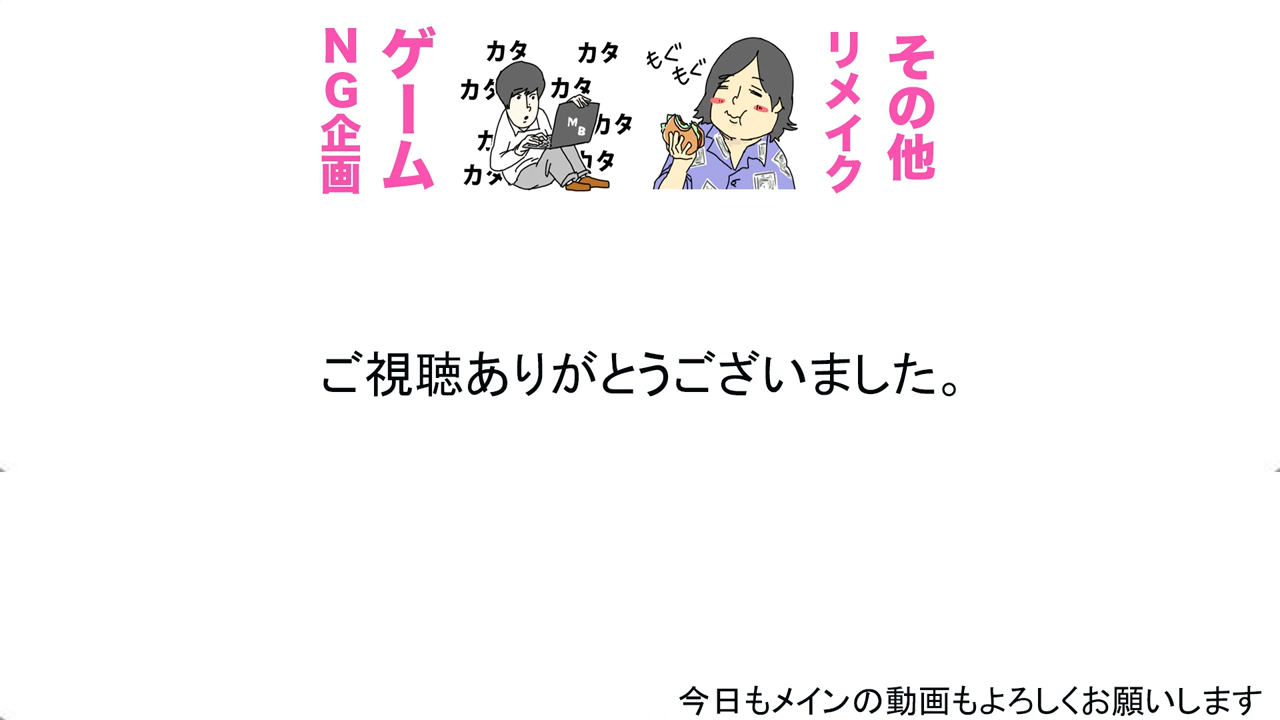 ゲーム
NG企画
カタ
カタ
カタ
カタ
カタ
カタ
カタ
カタ
MB
もぐ
もぐ
その他
リメイク
ご視聴ありがとうございました。
今日もメインの動画もよろしくお願いします